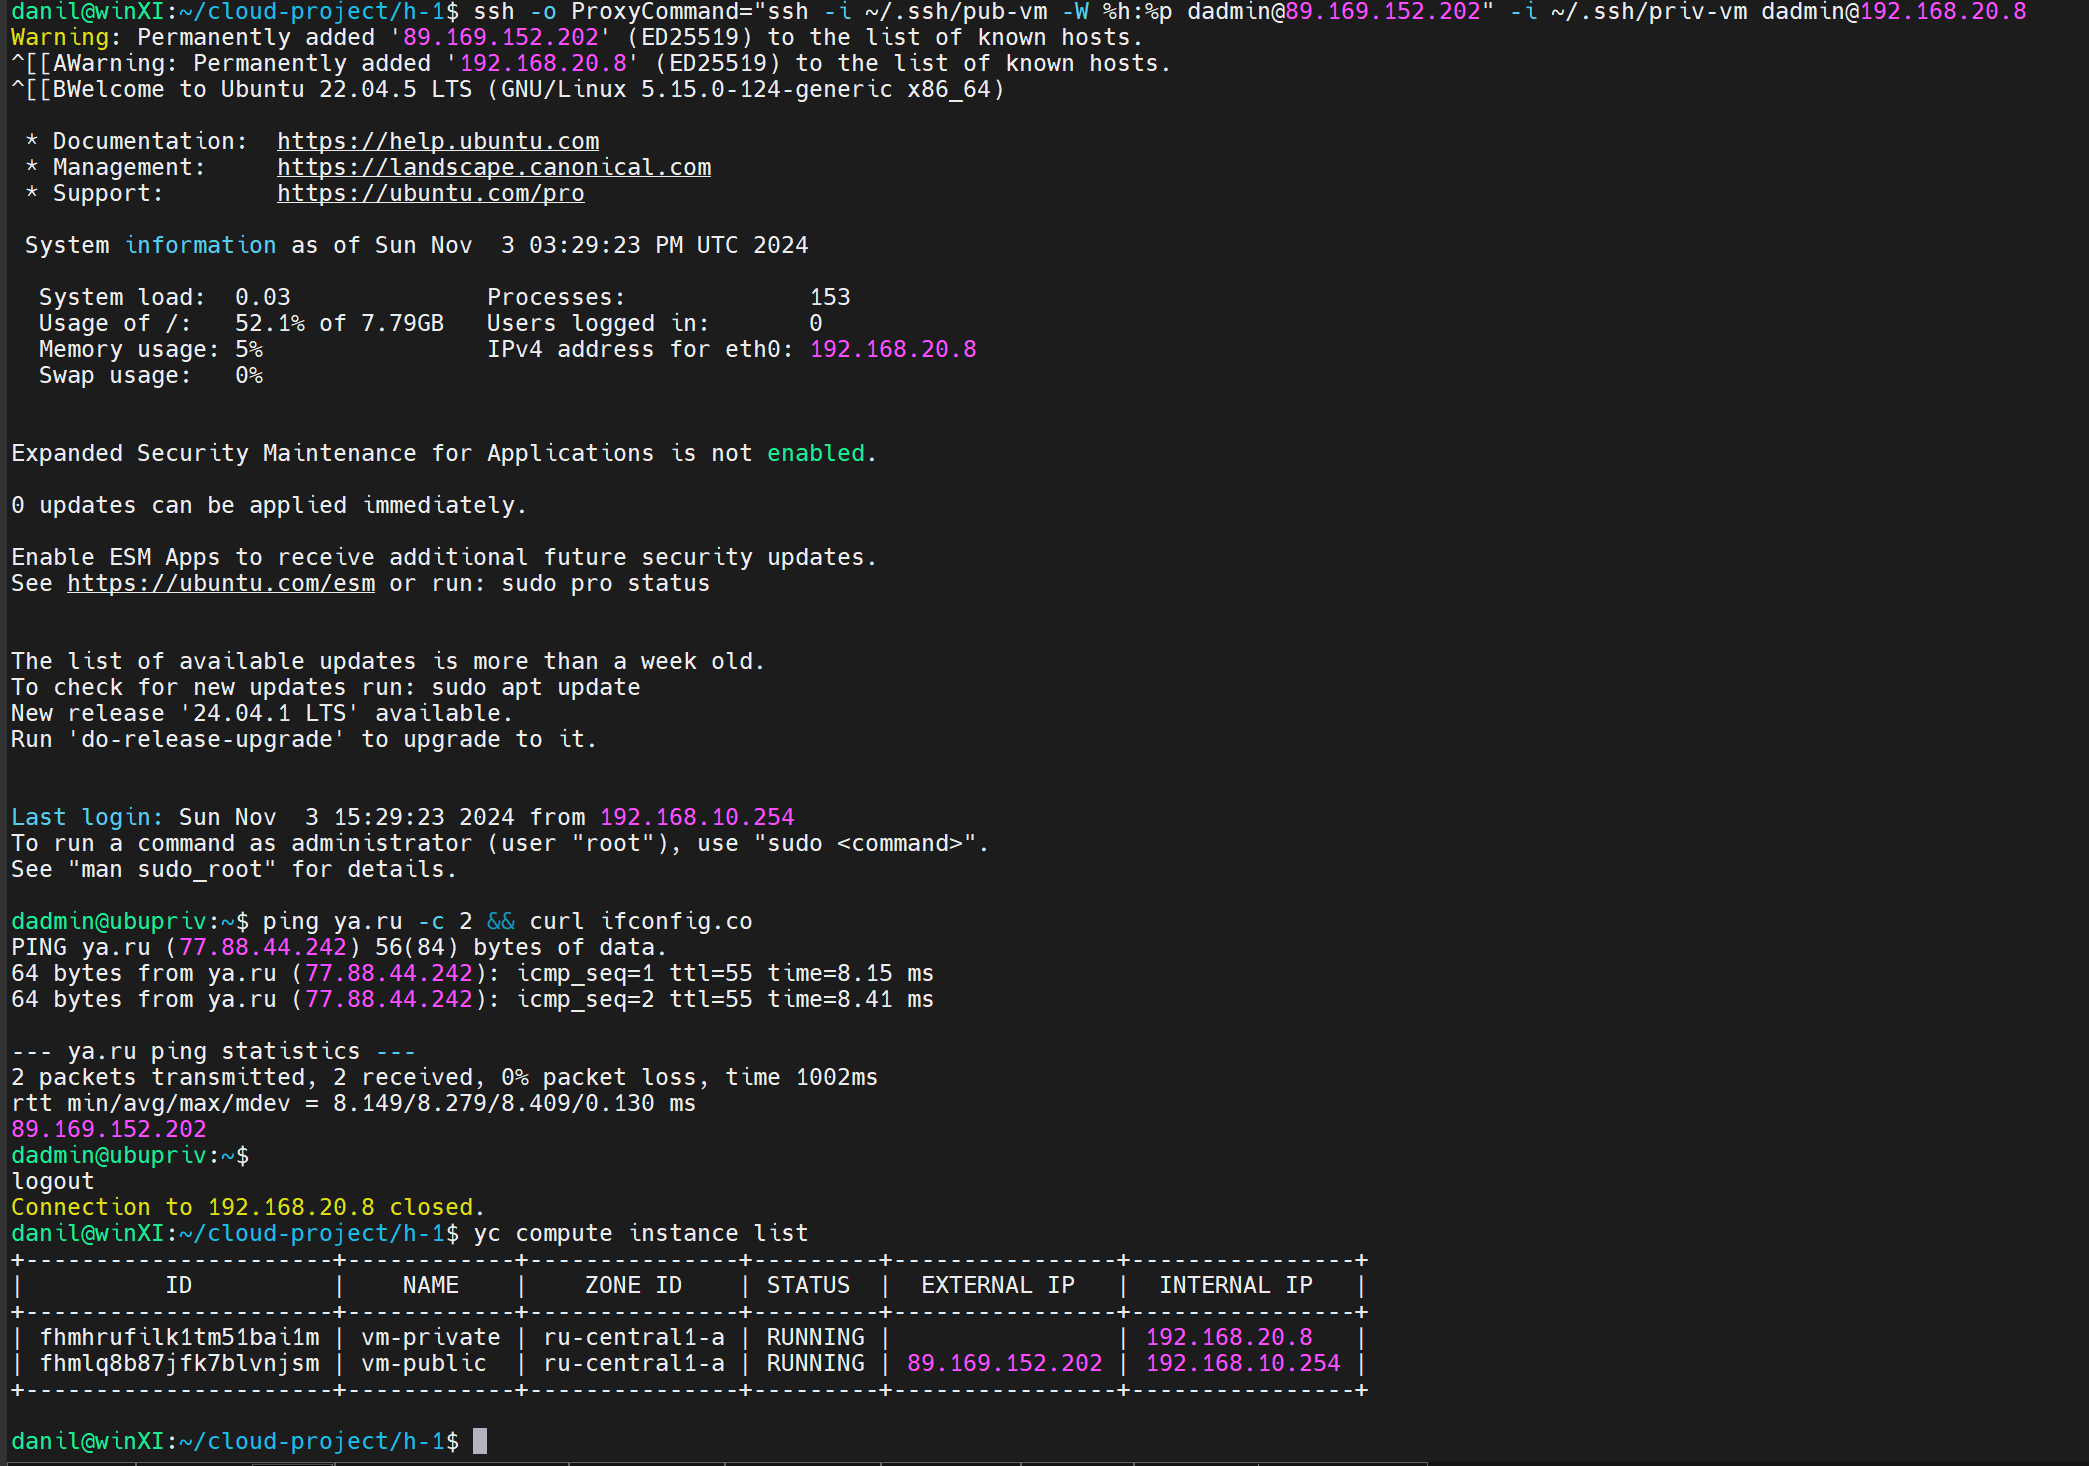 danil@winXI:~/cloud-project/h-1$ ssh -o ProxyCommand="ssh -i ~/.ssh/pub-vm -W %h:%p dadmin@89.169.152.202" -i ~/.ssh/priv-vm dadmin@192.168.20.8
Warning: Permanently added '89.169.152.202' (ED25519) to the list of known hosts.
^[[AWarning: Permanently added '192.168.20.8' (ED25519) to the list of known hosts.
^[[BWelcome to Ubuntu 22.04.5 LTS (GNU/Linux 5.15.0-124-generic x86_64)

 * Documentation:  https://help.ubuntu.com
 * Management:     https://landscape.canonical.com
 * Support:        https://ubuntu.com/pro

 System information as of Sun Nov  3 03:29:23 PM UTC 2024

  System load:  0.03              Processes:             153
  Usage of /:   52.1% of 7.79GB   Users logged in:       0
  Memory usage: 5%                IPv4 address for eth0: 192.168.20.8
  Swap usage:   0%


Expanded Security Maintenance for Applications is not enabled.

0 updates can be applied immediately.

Enable ESM Apps to receive additional future security updates.
See https://ubuntu.com/esm or run: sudo pro status


The list of available updates is more than a week old.
To check for new updates run: sudo apt update
New release '24.04.1 LTS' available.
Run 'do-release-upgrade' to upgrade to it.


Last login: Sun Nov  3 15:29:23 2024 from 192.168.10.254
To run a command as administrator (user "root"), use "sudo <command>".
See "man sudo_root" for details.

dadmin@ubupriv:~$ ping ya.ru -c 2 && curl ifconfig.co
PING ya.ru (77.88.44.242) 56(84) bytes of data.
64 bytes from ya.ru (77.88.44.242): icmp_seq=1 ttl=55 time=8.15 ms
64 bytes from ya.ru (77.88.44.242): icmp_seq=2 ttl=55 time=8.41 ms

--- ya.ru ping statistics ---
2 packets transmitted, 2 received, 0% packet loss, time 1002ms
rtt min/avg/max/mdev = 8.149/8.279/8.409/0.130 ms
89.169.152.202
dadmin@ubupriv:~$
logout
Connection to 192.168.20.8 closed.
danil@winXI:~/cloud-project/h-1$ yc compute instance list
+----------------------+------------+---------------+---------+----------------+----------------+
|          ID          |    NAME    |    ZONE ID    | STATUS  |  EXTERNAL IP   |  INTERNAL IP   |
+----------------------+------------+---------------+---------+----------------+----------------+
| fhmhrufilk1tm51bai1m | vm-private | ru-central1-a | RUNNING |                | 192.168.20.8   |
| fhmlq8b87jfk7blvnjsm | vm-public  | ru-central1-a | RUNNING | 89.169.152.202 | 192.168.10.254 |
+----------------------+------------+---------------+---------+----------------+----------------+

danil@winXI:~/cloud-project/h-1$